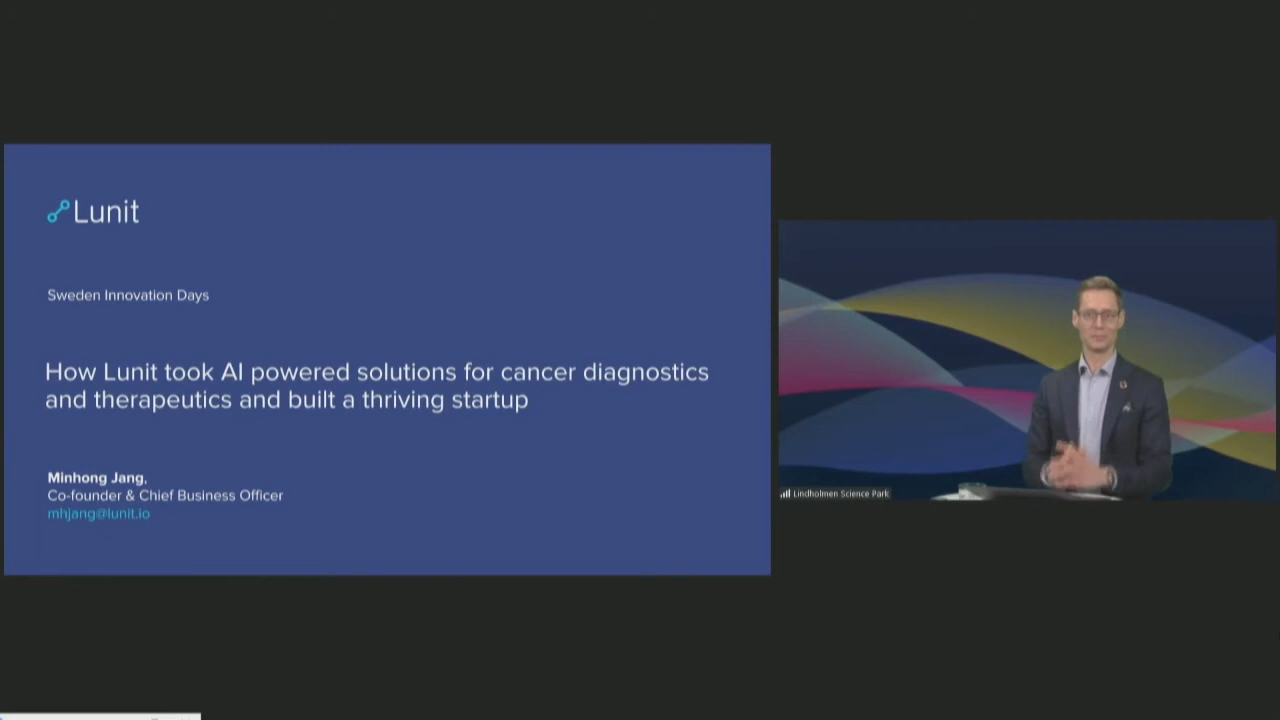 Lunit
Sweden Innovation Days
How Lunit took AI powered solutions for cancer diagnostics
and therapeutics and built a thriving startup
Minhong Jang,
Co-founder & Chief Business Officer
mhjang@lunit.io
Lindholmen Science Park